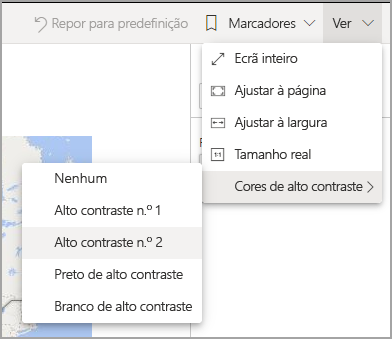 Repor para predefinição
Marcadores
Ver
Ecrã inteiro
Ajustar à página
Ajustar à largura
Tamanho real
Cores de alto contraste
Nenhum
Alto contraste n.º 1
Alto contraste n.º 2
Preto de alto contraste
Branco de alto contraste